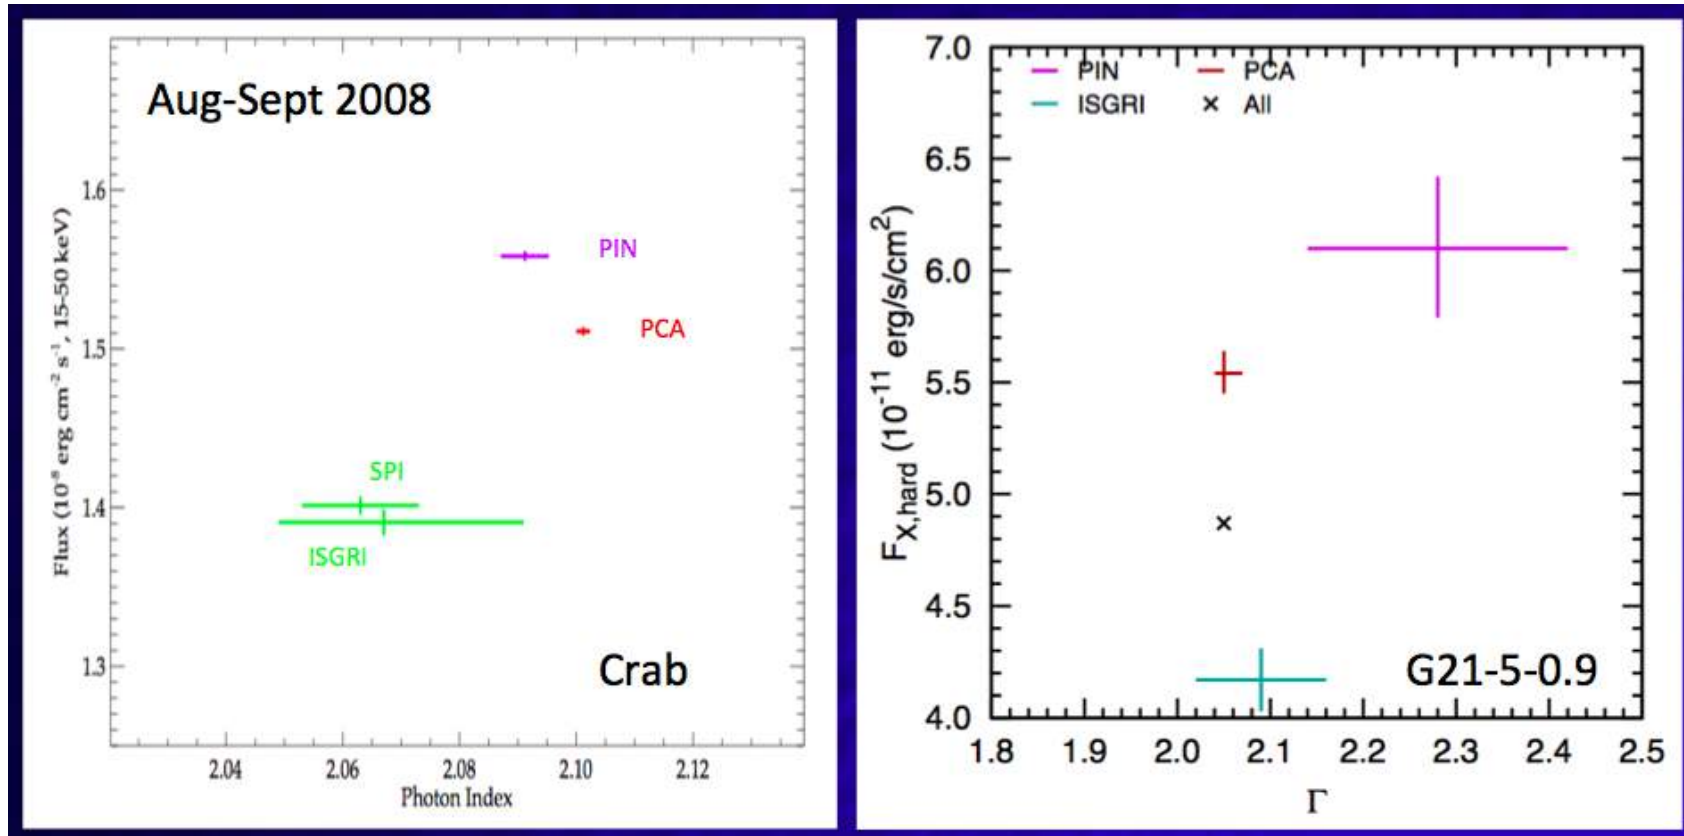 Aug-Sept 2008
1.6
1.5
1.4
1.3
Flux (10⁻⁸ erg cm⁻² s⁻¹, 15-50 keV)
PIN
PCA
SPI
ISGRI
Crab
2.04 2.06 2.08 2.10 2.12
Photon Index
7.0
6.5
6.0
5.5
5.0
4.5
4.0
F_X,hard (10⁻¹¹ erg/s/cm²)
PIN PCA
ISGRI × All
G21-5-0.9
1.8 1.9 2.0 2.1 2.2 2.3 2.4 2.5
Γ